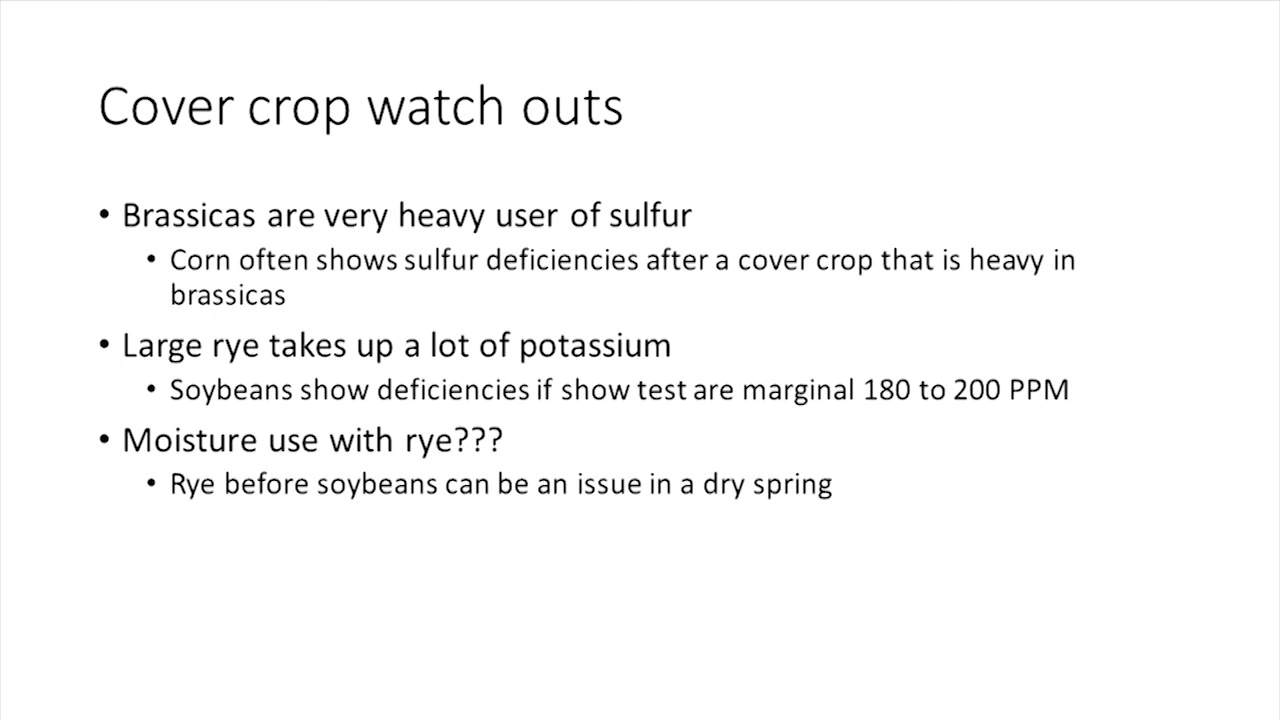 Cover crop watch outs
• Brassicas are very heavy user of sulfur
• Corn often shows sulfur deficiencies after a cover crop that is heavy in
brassicas
• Large rye takes up a lot of potassium
• Soybeans show deficiencies if show test are marginal 180 to 200 PPM
• Moisture use with rye???
• Rye before soybeans can be an issue in a dry spring